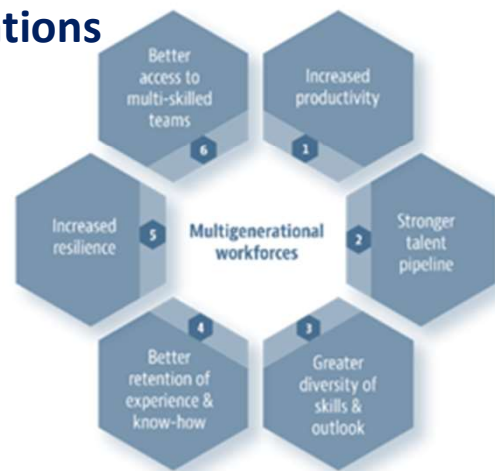 ations
Increased
productivity
1
Stronger
talent
pipeline
2
Greater
diversity of
skills &
outlook
3
Better
retention of
experience &
know-how
4
Increased
resilience
5
Better
access to
multi-skilled
teams
6
Multigenerational
workforces